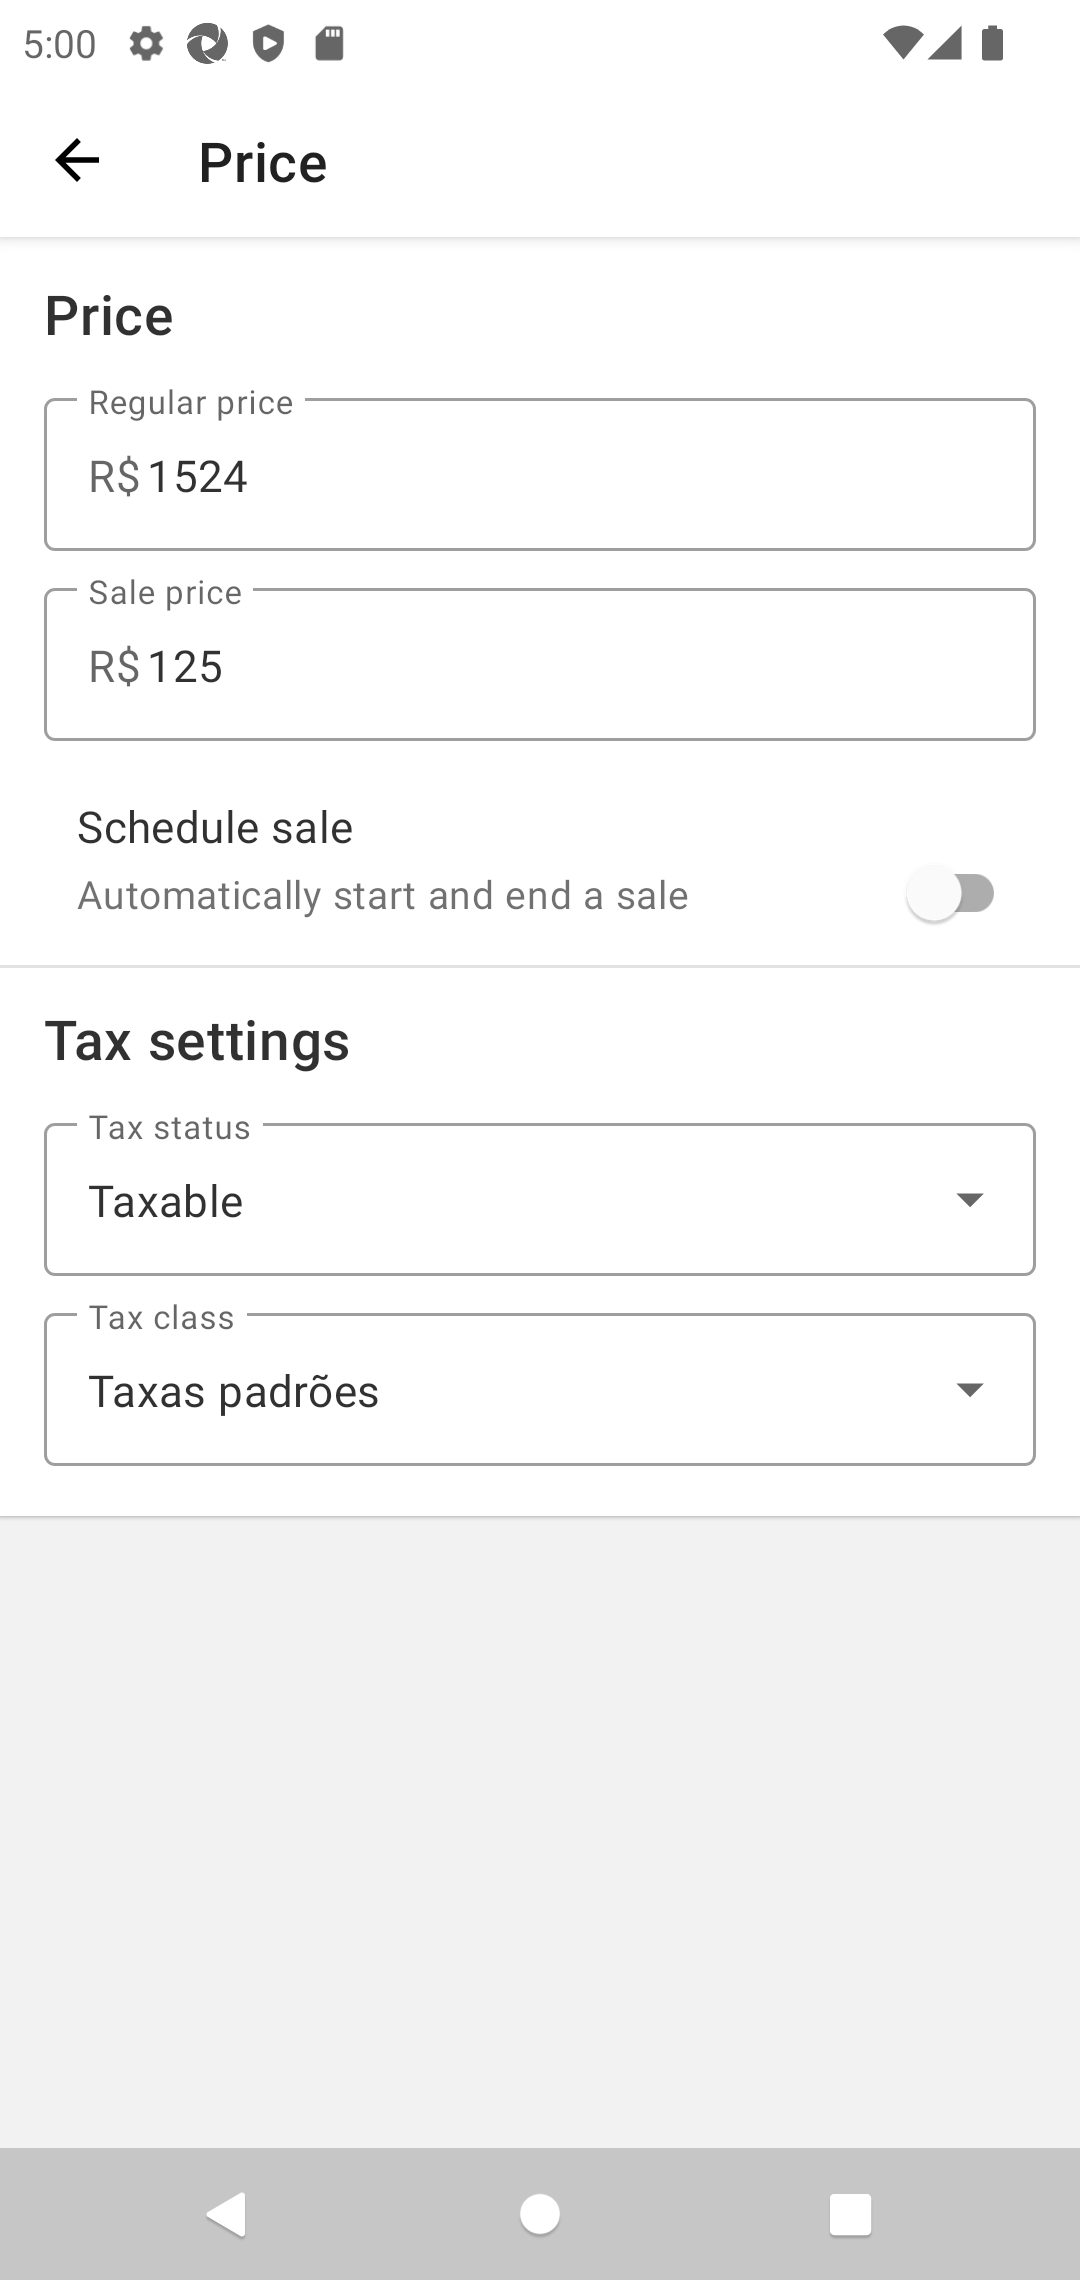 5:00
Price
Price
Regular price
R$ 1524
Sale price
R$ 125
Schedule sale
Automatically start and end a sale
Tax settings
Tax status
Taxable
Tax class
Taxas padrões